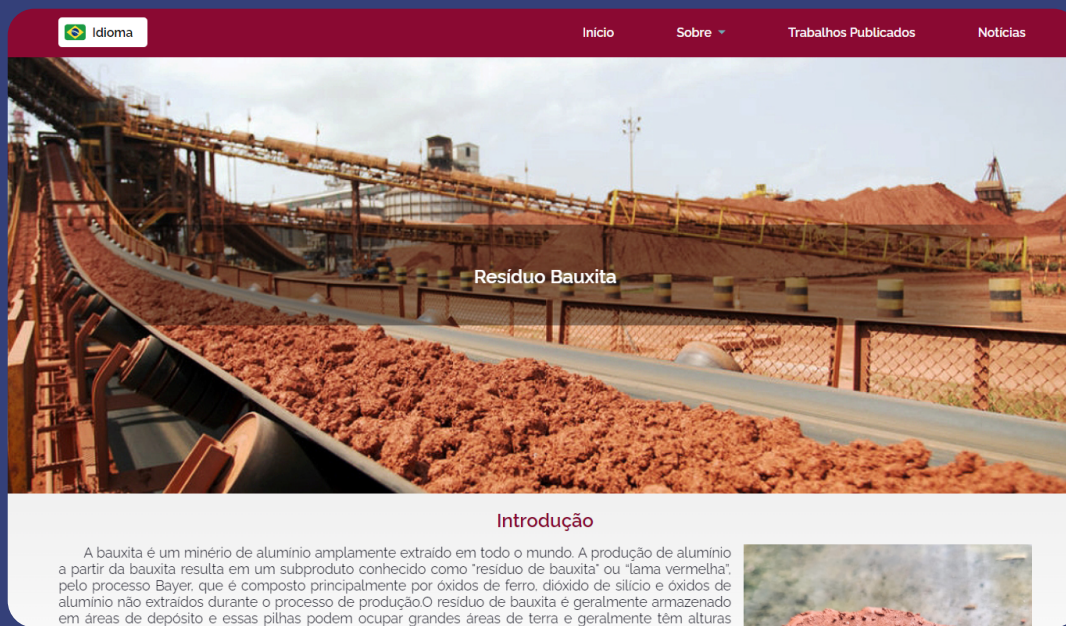 Idioma
Início
Sobre
Trabalhos Publicados
Notícias
Resíduo Bauxita
Introdução
A bauxita é um minério de alumínio amplamente extraído em todo o mundo. A produção de alumínio
a partir da bauxita resulta em um subproduto conhecido como "resíduo de bauxita" ou "lama vermelha",
pelo processo Bayer, que é composto principalmente por óxidos de ferro, dióxido de silício e óxidos de
alumínio não extraídos durante o processo de produção.O resíduo de bauxita é geralmente armazenado
em áreas de depósito e essas pilhas podem ocupar grandes áreas de terra e geralmente têm alturas